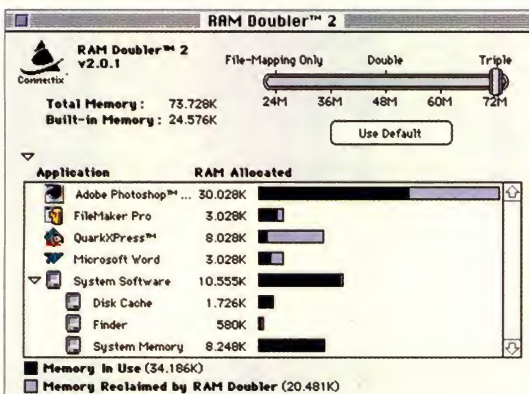 RAM Doubler™ 2
RAM Doubler™ 2
v2.0.1
Connectix
File-Mapping Only Double Triple
24M 36M 48M 60M 72M
Total Memory : 73.728K
Built-in Memory : 24.576K
Use Default
Application RAM Allocated
Adobe Photoshop™ ... 30.028K
FileMaker Pro 3.028K
QuarkXPress™ 8.028K
Microsoft Word 3.028K
System Software 10.555K
Disk Cache 1.726K
Finder 580K
System Memory 8.248K
Memory In Use (34.186K)
Memory Reclaimed by RAM Doubler (20.481K)